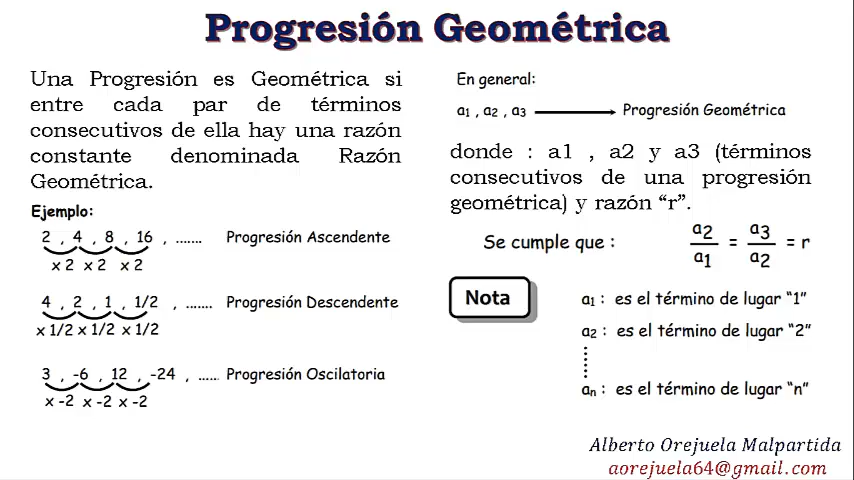 Progresión Geométrica
Una Progresión es Geométrica si
entre cada par de términos
consecutivos de ella hay una razón
constante denominada Razón
Geométrica.
Ejemplo:
2 , 4 , 8 , 16 , ....... Progresión Ascendente
x 2 x 2 x 2
4 , 2 , 1 , 1/2 , ....... Progresión Descendente
x 1/2 x 1/2 x 1/2
3 , -6 , 12 , -24 , ...... Progresión Oscilatoria
x -2 x -2 x -2
En general:
a1 , a2 , a3 ⟶ Progresión Geométrica
donde : a1 , a2 y a3 (términos
consecutivos de una progresión
geométrica) y razón “r”.
Se cumple que : a2/a1 = a3/a2 = r
Nota
a1 : es el término de lugar “1”
a2 : es el término de lugar “2”
an : es el término de lugar “n”
Alberto Orejuela Malpartida
aorejuela64@gmail.com